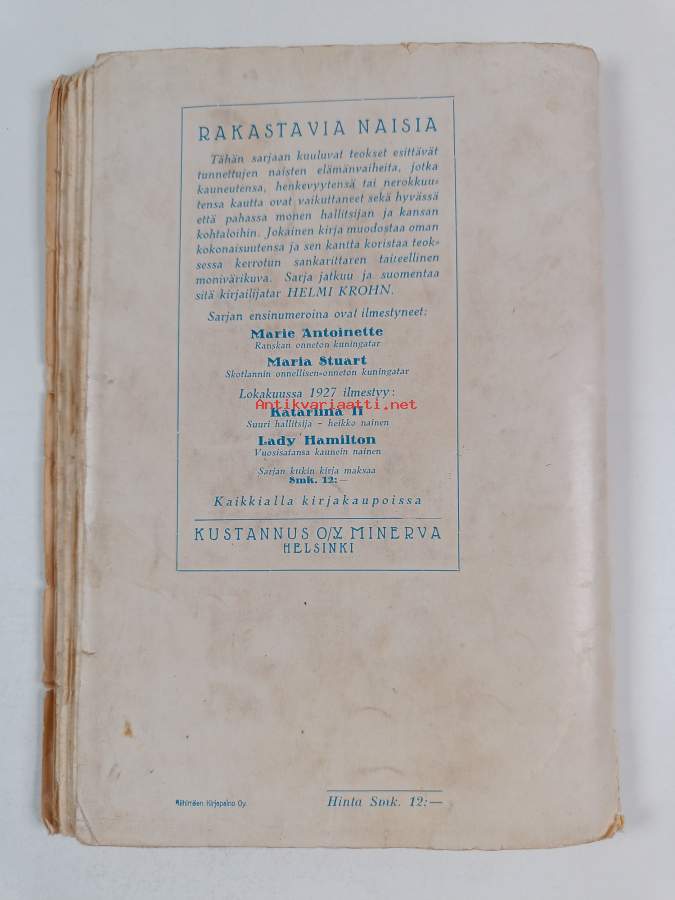 RAKASTAVIA NAISIA
Tähän sarjaan kuuluvat teokset esittävät
tunnettujen naisten elämänvaiheita, jotka
kauneutensa, henkevyytensä tai nerokkuu-
tensa kautta ovat vaikuttaneet sekä hyvässä
että pahassa monen hallitsijan ja kansan
kohtaloihin. Jokainen kirja muodostaa oman
kokonaisuutensa ja sen kantta koristaa teok-
sessa kerrotun sankarittaren taiteellinen
monivärikuva. Sarja jatkuu ja suomentaa
sitä kirjailijatar HELMI KROHN.
Sarjan ensinumeroina ovat ilmestyneet:
Marie Antoinette
Ranskan onneton kuningatar
Maria Stuart
Skotlannin onnellisen-onneton kuningatar
Lokakuussa 1927 ilmestyy:
Antikvariaatti.net
Katariina II
Suuri hallitsija - heikko nainen
Lady Hamilton
Vuosisatansa kaunein nainen
Sarjan kukin kirja maksaa
Smk. 12:—
Kaikkialla kirjakaupoissa
KUSTANNUS O/Y MINERVA
HELSINKI
Riihimäen Kirjapaino Oy
Hinta Smk. 12:—